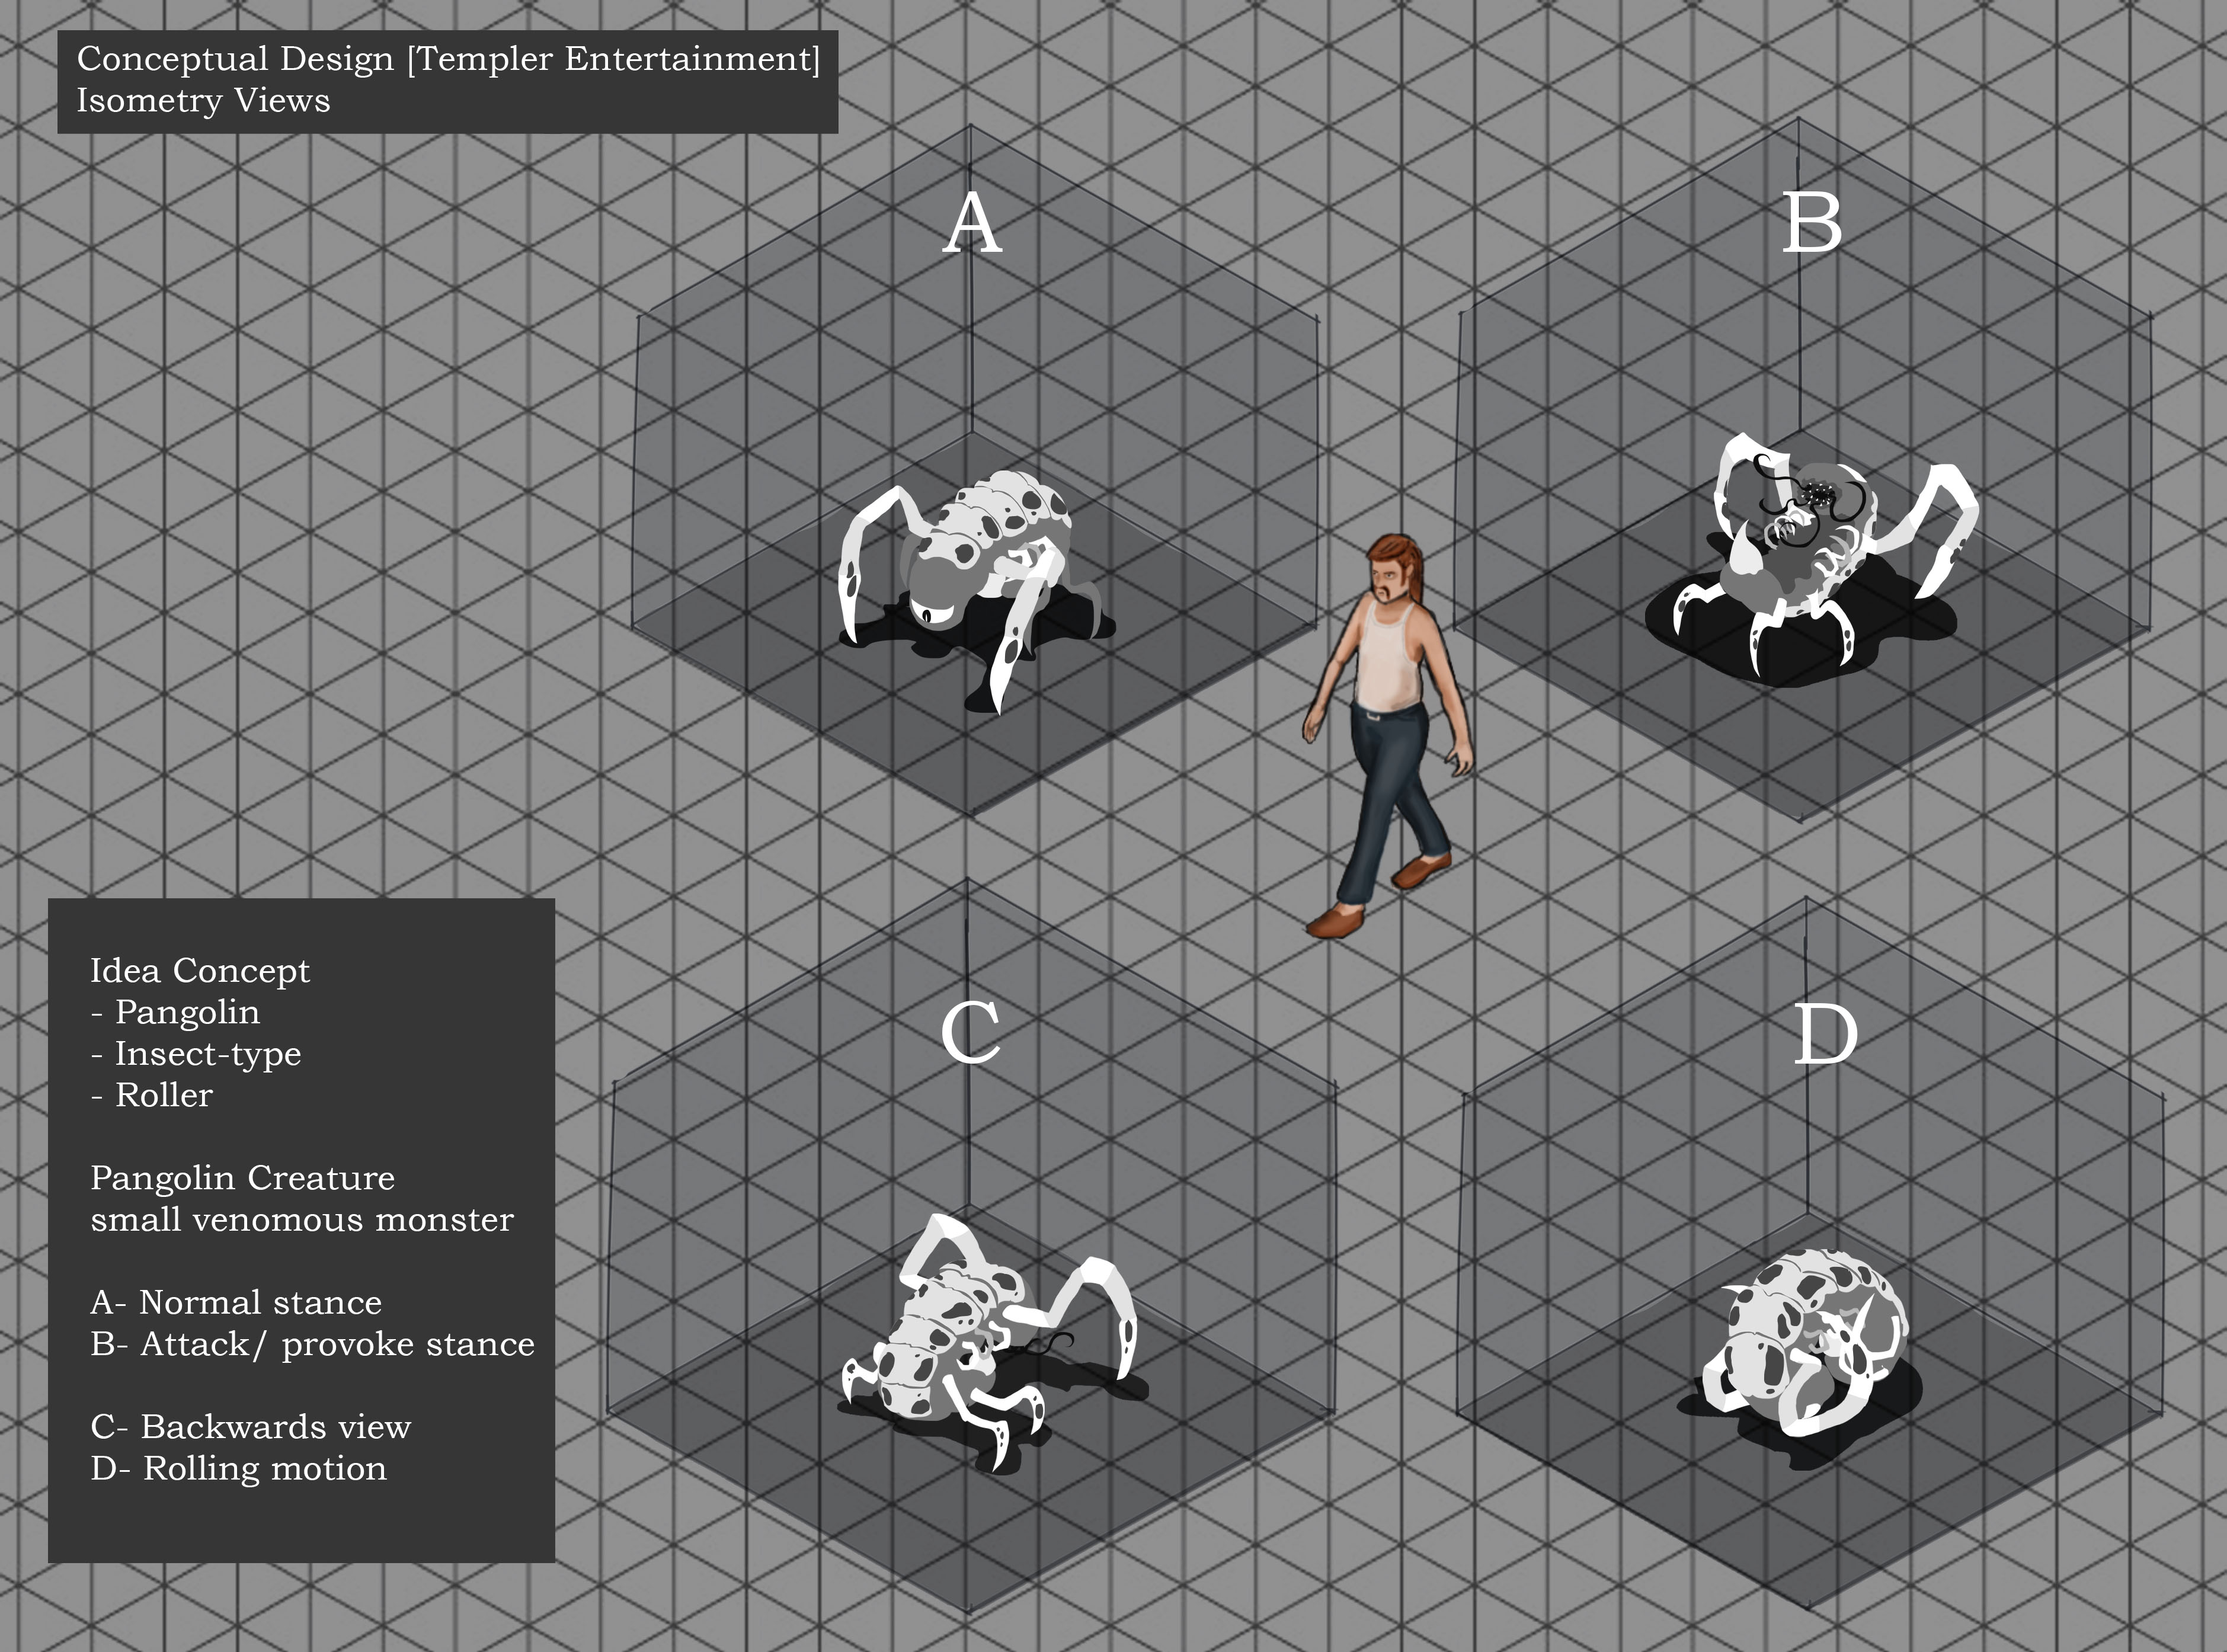 Conceptual Design [Templer Entertainment]
Isometry Views
A
B
C
D
Idea Concept
- Pangolin
- Insect-type
- Roller
Pangolin Creature
small venomous monster
A- Normal stance
B- Attack/ provoke stance
C- Backwards view
D- Rolling motion